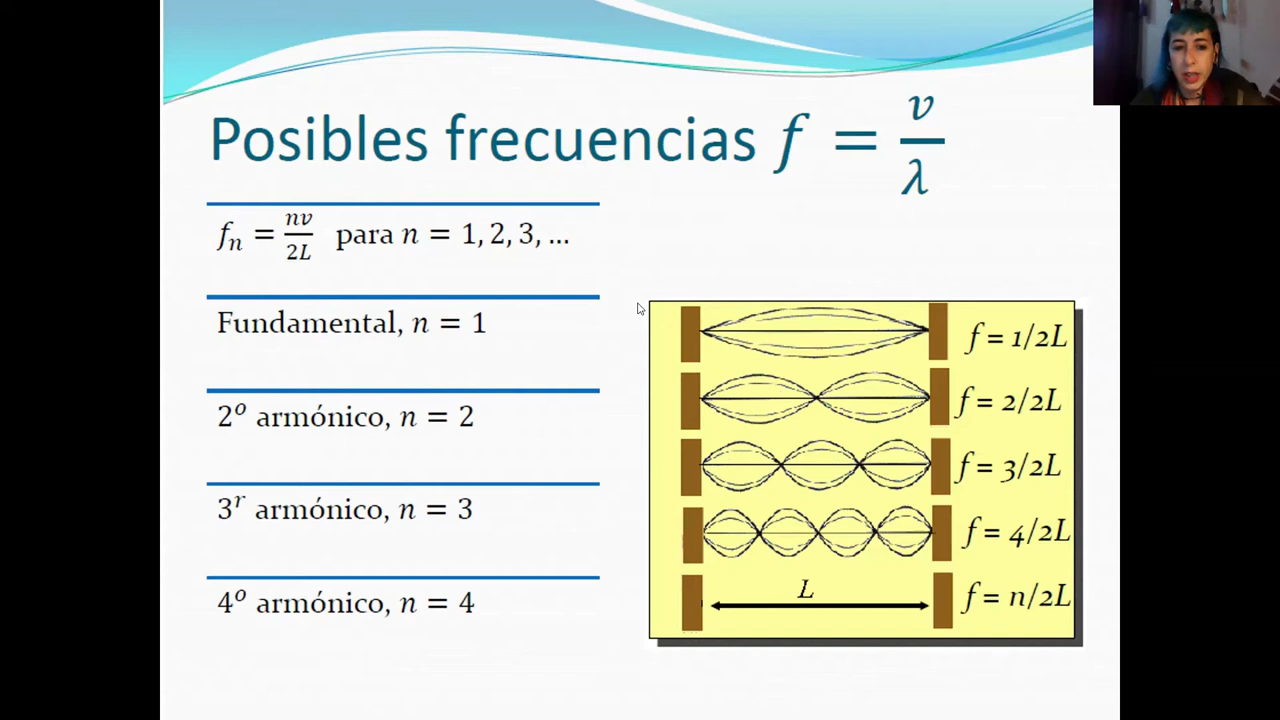 Posibles frecuencias f = v/λ
fₙ = nv/2L para n = 1, 2, 3, ...
Fundamental, n = 1
2º armónico, n = 2
3ʳ armónico, n = 3
4º armónico, n = 4
f = 1/2L
f = 2/2L
f = 3/2L
f = 4/2L
L
f = n/2L